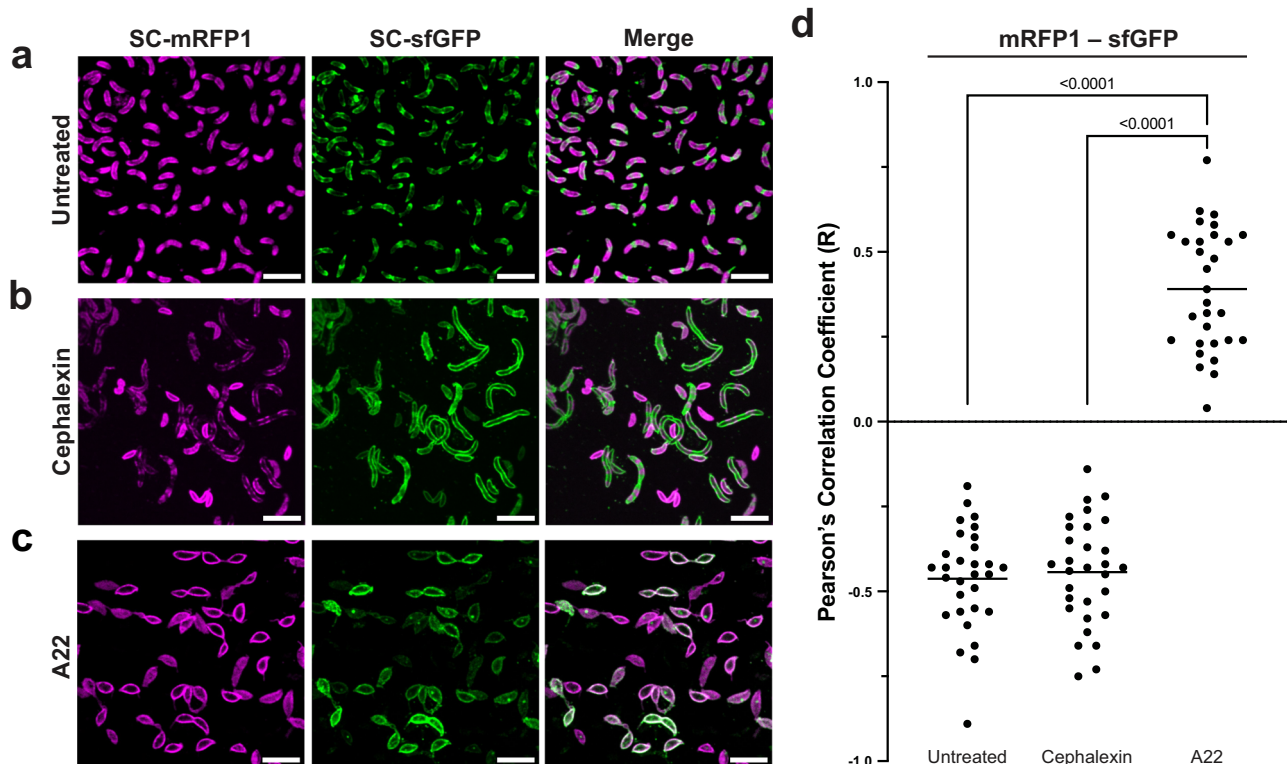 SC-mRFP1 SC-sfGFP Merge
a
Untreated
b
Cephalexin
c
A22
d
mRFP1 – sfGFP
<0.0001
<0.0001
Pearson's Correlation Coefficient (R)
1.0
0.5
0.0
-0.5
-1.0
Untreated Cephalexin A22